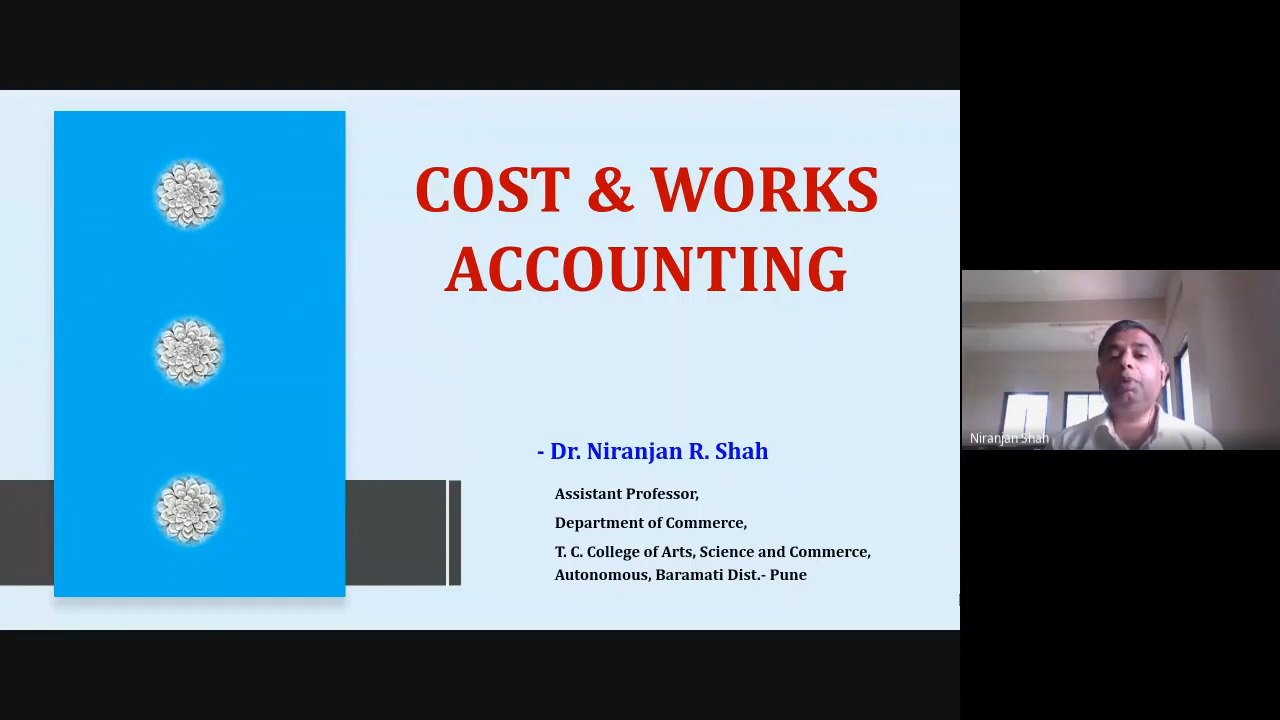 COST & WORKS
ACCOUNTING
- Dr. Niranjan R. Shah
Assistant Professor,
Department of Commerce,
T. C. College of Arts, Science and Commerce,
Autonomous, Baramati Dist.- Pune
Niranjan Shah